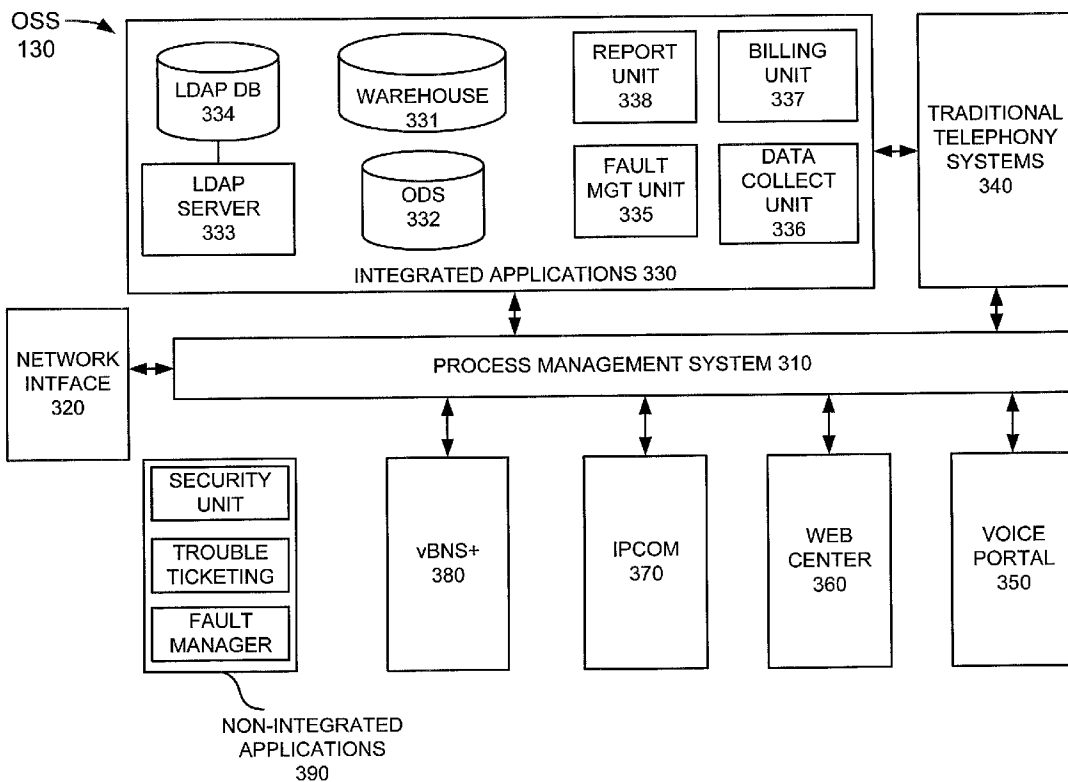 OSS
130
LDAP DB
334
WAREHOUSE
331
REPORT
UNIT
338
BILLING
UNIT
337
LDAP
SERVER
333
ODS
332
FAULT
MGT UNIT
335
DATA
COLLECT
UNIT
336
INTEGRATED APPLICATIONS 330
TRADITIONAL
TELEPHONY
SYSTEMS
340
NETWORK
INTFACE
320
PROCESS MANAGEMENT SYSTEM 310
SECURITY
UNIT
TROUBLE
TICKETING
FAULT
MANAGER
NON-INTEGRATED
APPLICATIONS
390
vBNS+
380
IPCOM
370
WEB
CENTER
360
VOICE
PORTAL
350